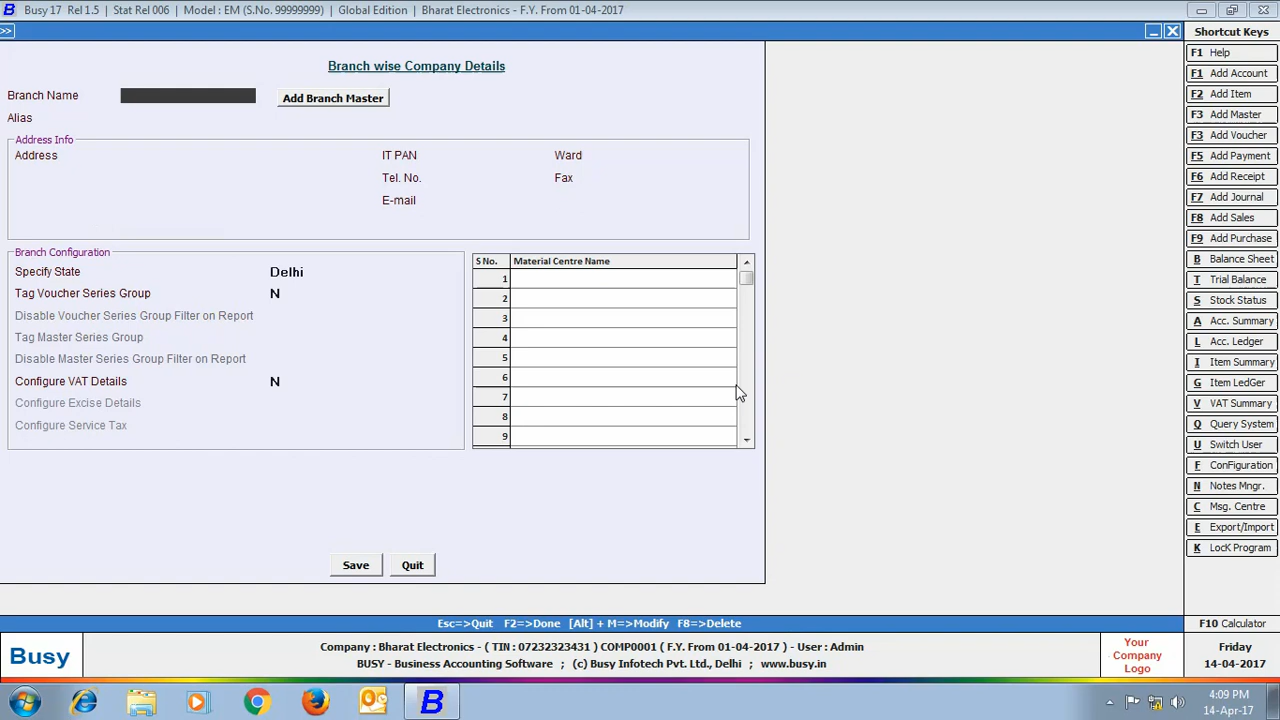 Busy 17 Rel 1.5 | Stat Rel 006 | Model : EM (S.No. 99999999) | Global Edition | Bharat Electronics - F.Y. From 01-04-2017
>>
Shortcut Keys
Branch wise Company Details
Branch Name
Add Branch Master
Alias
Address Info
Address
IT PAN
Ward
Tel. No.
Fax
E-mail
Branch Configuration
Specify State Delhi
Tag Voucher Series Group N
Disable Voucher Series Group Filter on Report
Tag Master Series Group
Disable Master Series Group Filter on Report
Configure VAT Details N
Configure Excise Details
Configure Service Tax
S No. Material Centre Name
1
2
3
4
5
6
7
8
9
Save Quit
F1 Help
F1 Add Account
F2 Add Item
F3 Add Master
F3 Add Voucher
F5 Add Payment
F6 Add Receipt
F7 Add Journal
F8 Add Sales
F9 Add Purchase
B Balance Sheet
T Trial Balance
S Stock Status
A Acc. Summary
L Acc. Ledger
I Item Summary
G Item LedGer
V VAT Summary
Q Query System
U Switch User
F ConFiguration
N Notes Mngr.
C Msg. Centre
E Export/Import
K LocK Program
Esc=>Quit F2=>Done [Alt] + M=>Modify F8=>Delete
F10 Calculator
Busy
Company : Bharat Electronics - ( TIN : 07232323431 ) COMP0001 ( F.Y. From 01-04-2017 ) - User : Admin
BUSY - Business Accounting Software ; (c) Busy Infotech Pvt. Ltd., Delhi ; www.busy.in
Your
Company
Logo
Friday
14-04-2017
4:09 PM
14-Apr-17